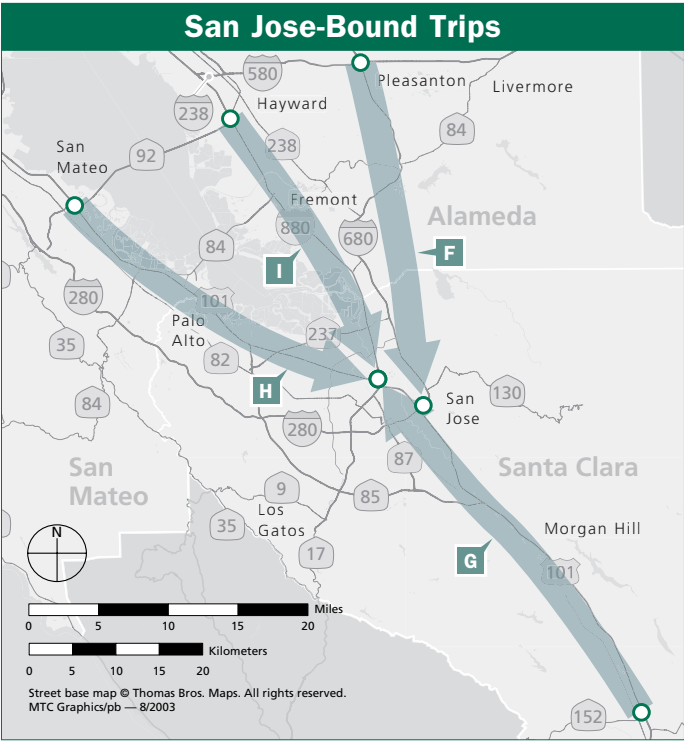 San Jose-Bound Trips
580
Pleasanton
Livermore
238
Hayward
84
San
Mateo
92
238
Fremont
880
Alameda
84
680
F
I
280
101
Palo
Alto
237
35
82
H
84
San
Jose
130
280
87
San
Mateo
Santa Clara
9
85
Los
Gatos
35
Morgan Hill
N
17
G
101
Miles
0 5 10 15 20
Kilometers
0 5 10 15 20
Street base map © Thomas Bros. Maps. All rights reserved.
MTC Graphics/pb — 8/2003
152